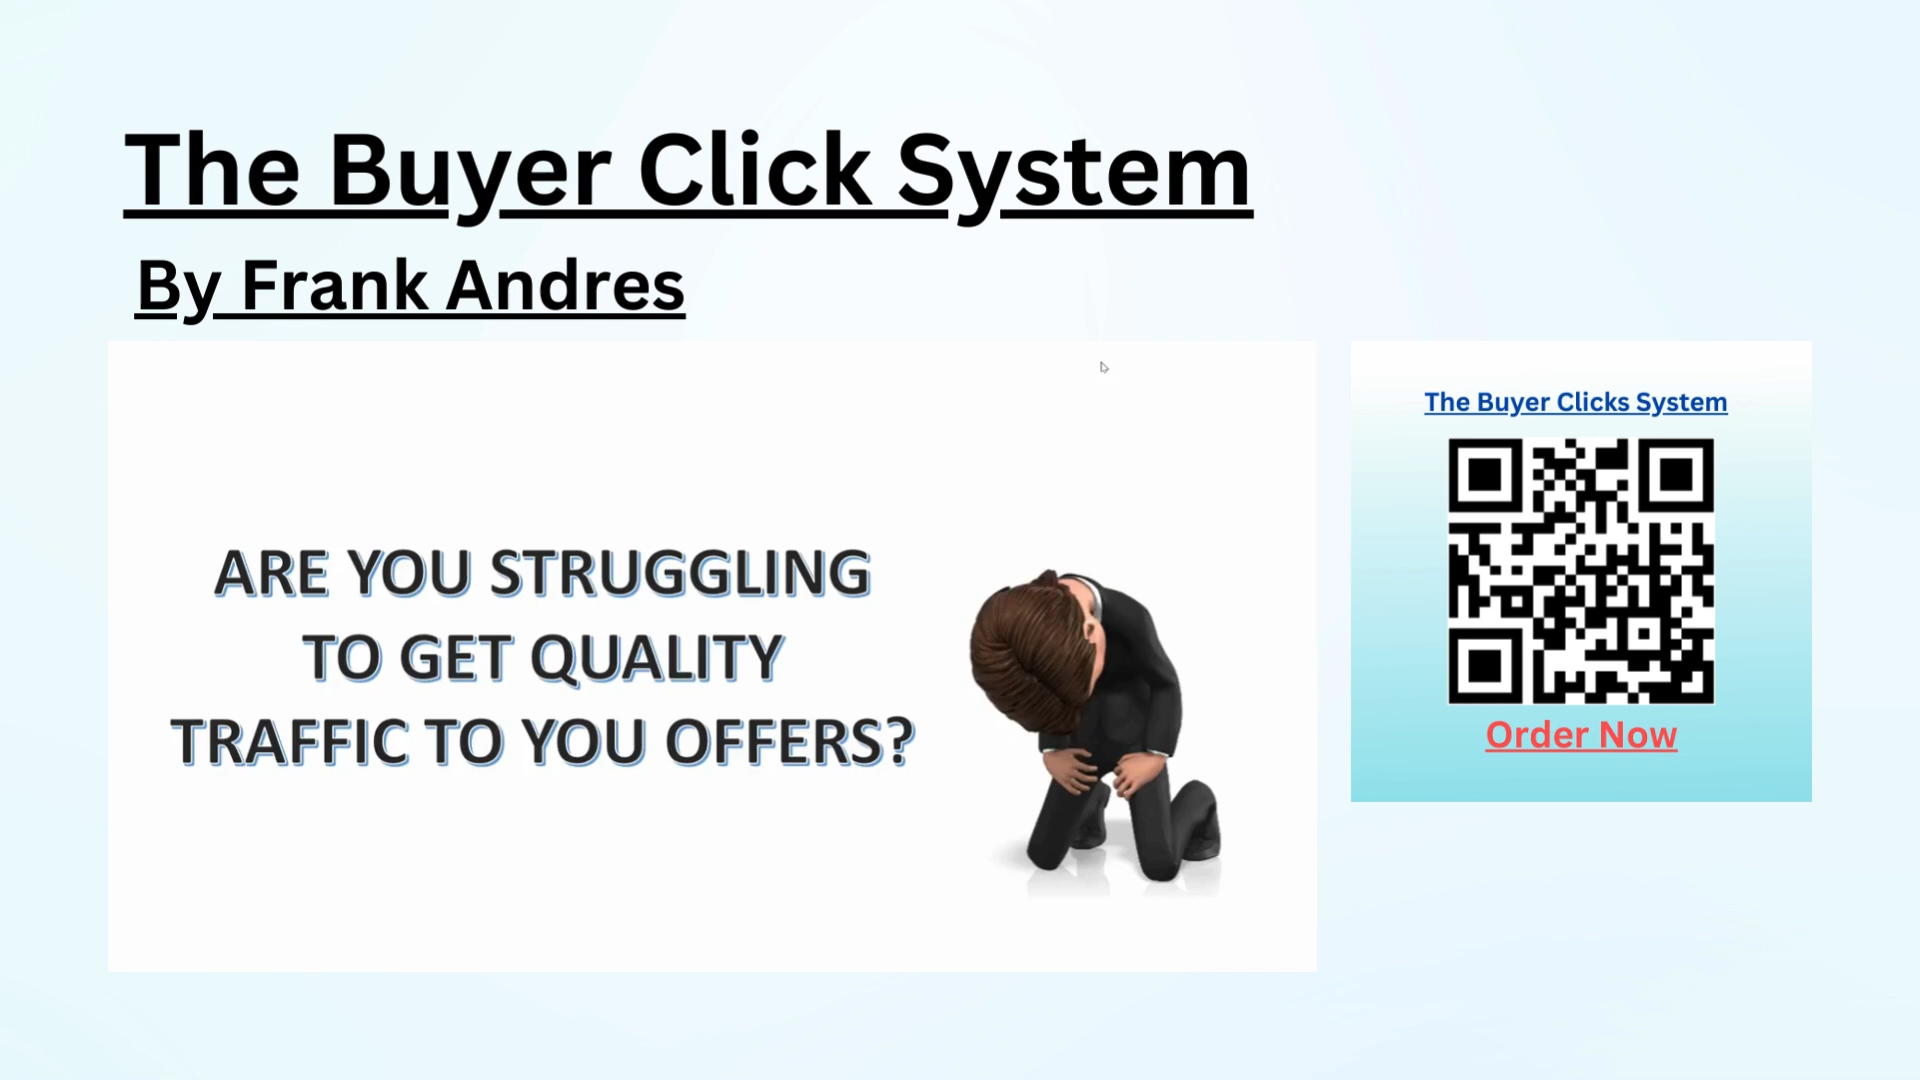 The Buyer Click System
By Frank Andres
ARE YOU STRUGGLING
TO GET QUALITY
TRAFFIC TO YOU OFFERS?
The Buyer Clicks System
Order Now